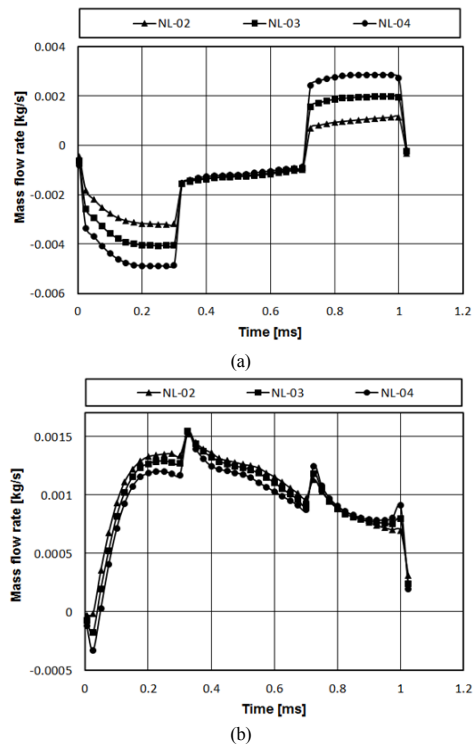 NL-02 NL-03 NL-04
0.004
0.002
0
-0.002
-0.004
-0.006
Mass flow rate [kg/s]
0 0.2 0.4 0.6 0.8 1 1.2
Time [ms]
(a)
NL-02 NL-03 NL-04
0.0015
0.001
0.0005
0
-0.0005
Mass flow rate [kg/s]
0 0.2 0.4 0.6 0.8 1 1.2
Time [ms]
(b)